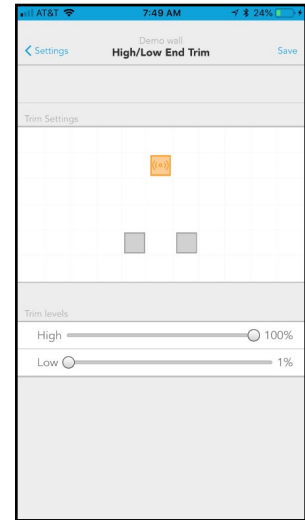 AT&T 7:49 AM 24%
Demo wall
Settings High/Low End Trim Save
Trim Settings
Trim levels
High 100%
Low 1%